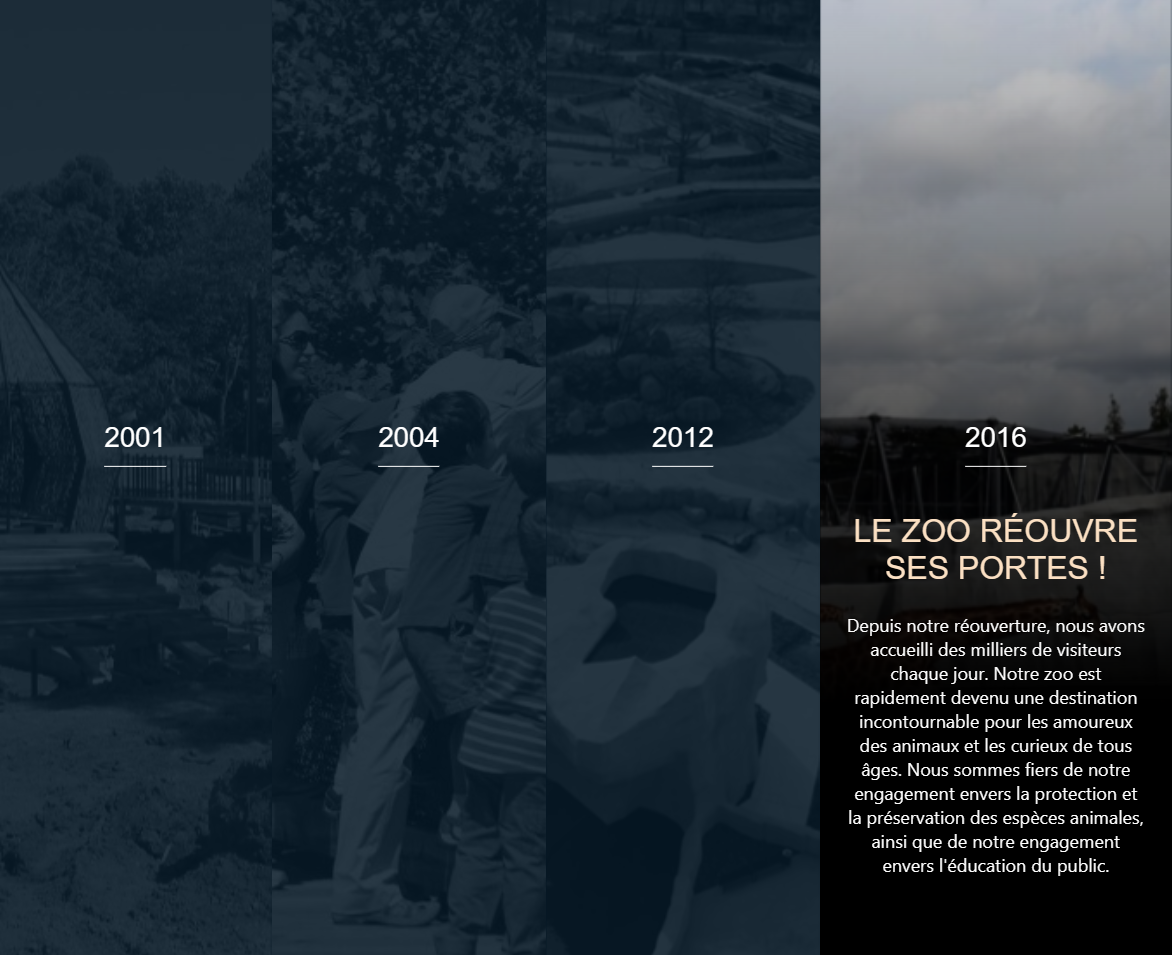 2001
2004
2012
2016
LE ZOO RÉOUVRE
SES PORTES !
Depuis notre réouverture, nous avons
accueilli des milliers de visiteurs
chaque jour. Notre zoo est
rapidement devenu une destination
incontournable pour les amoureux
des animaux et les curieux de tous
âges. Nous sommes fiers de notre
engagement envers la protection et
la préservation des espèces animales,
ainsi que de notre engagement
envers l'éducation du public.